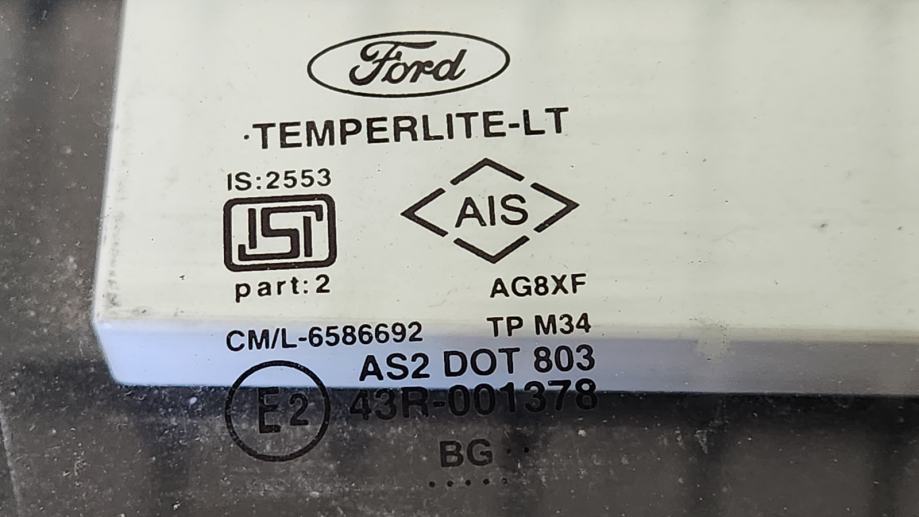 Ford
·TEMPERLITE-LT
IS:2553
ISI
AIS
part:2
AG8XF
CM/L-6586692
TP M34
AS2 DOT 803
E2
43R-001378
BG